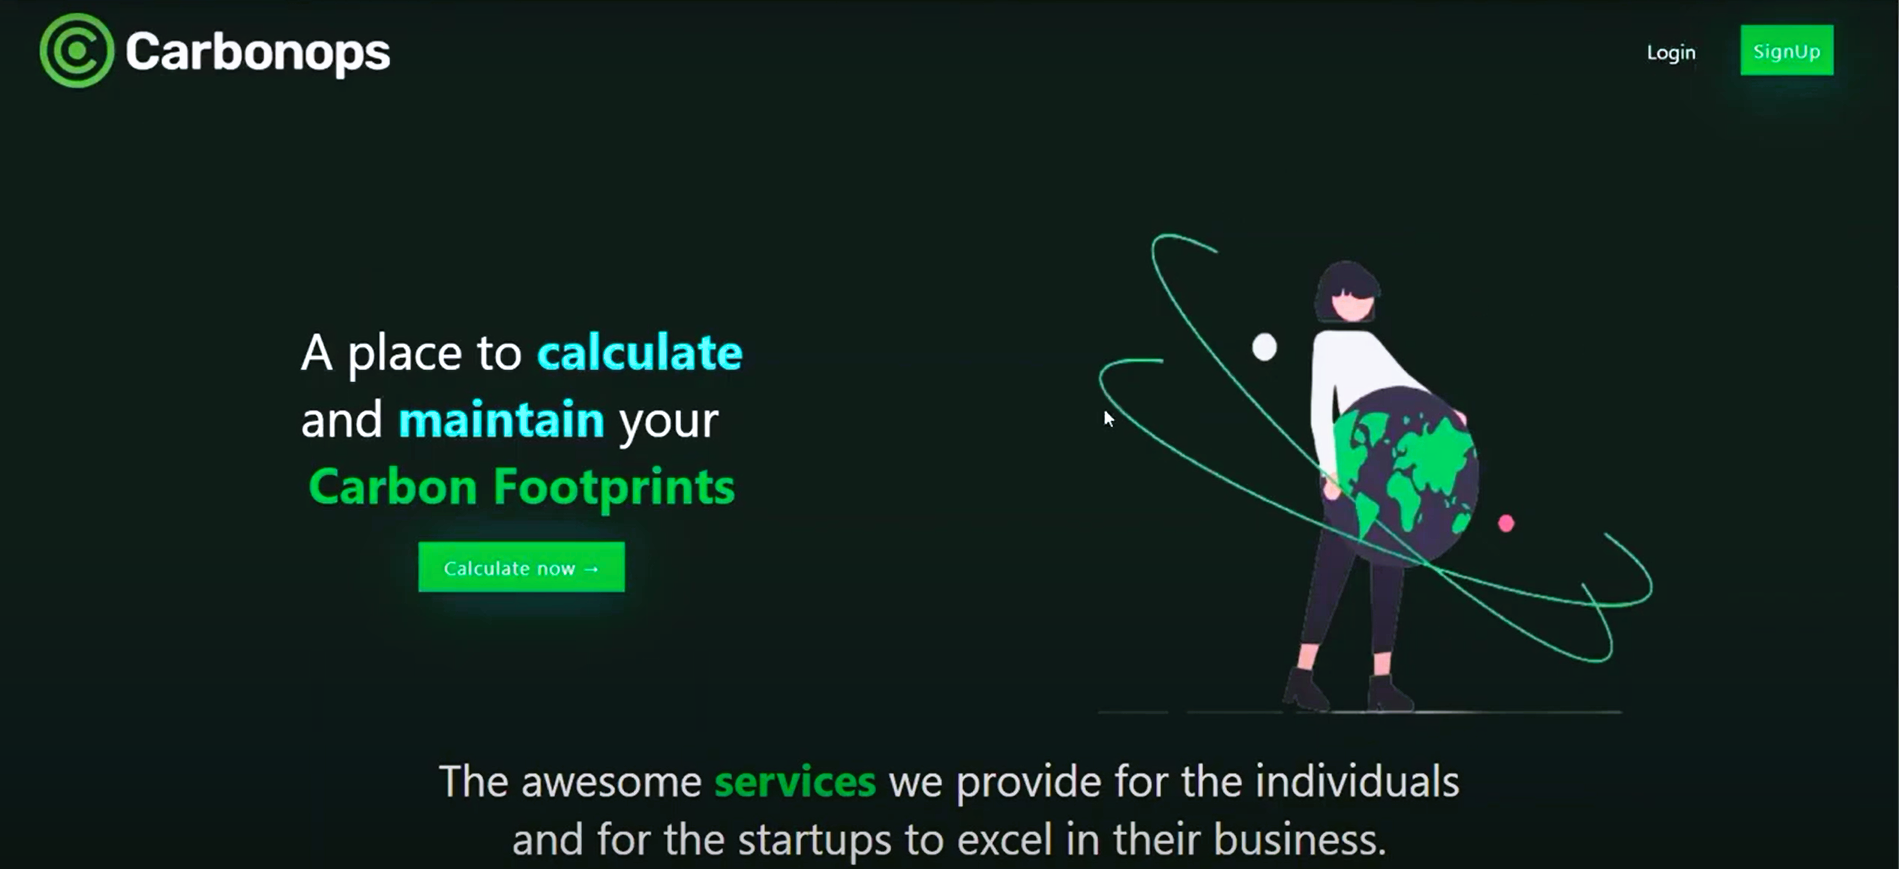 Carbonops
Login
SignUp
A place to calculate
and maintain your
Carbon Footprints
Calculate now →
The awesome services we provide for the individuals
and for the startups to excel in their business.